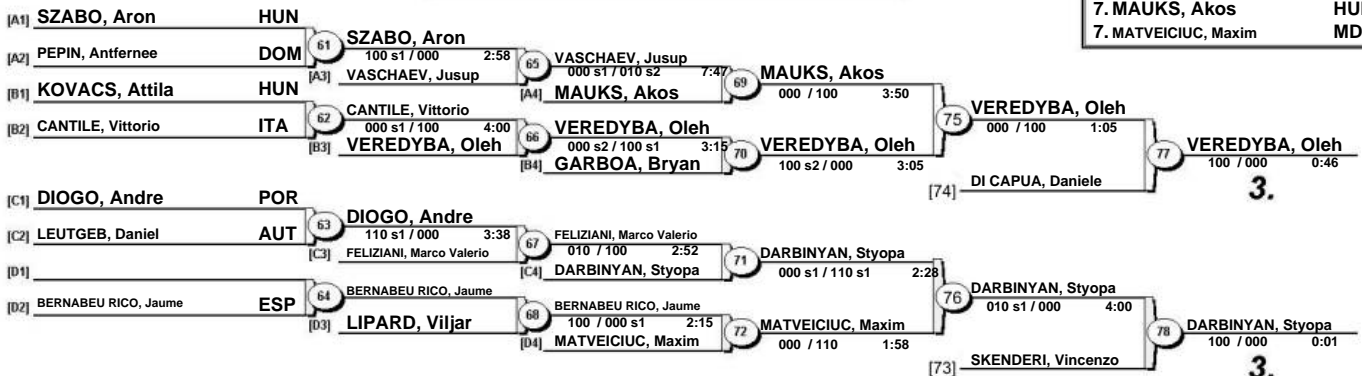 7. MAUKS, Akos HU
7. MATVEICIUC, Maxim MD
[A1] SZABO, Aron HUN
[A2] PEPIN, Antfernee DOM
61
SZABO, Aron
100 s1 / 000 2:58
[A3] VASCHAEV, Jusup
65
VASCHAEV, Jusup
000 s1 / 010 s2 7:47
[A4] MAUKS, Akos
69
MAUKS, Akos
000 / 100 3:50
[B1] KOVACS, Attila HUN
[B2] CANTILE, Vittorio ITA
62
CANTILE, Vittorio
000 s1 / 100 4:00
[B3] VEREDYBA, Oleh
66
VEREDYBA, Oleh
000 s2 / 100 s1 3:15
[B4] GARBOA, Bryan
70
VEREDYBA, Oleh
100 s2 / 000 3:05
75
VEREDYBA, Oleh
000 / 100 1:05
[74] DI CAPUA, Daniele
77
VEREDYBA, Oleh
100 / 000 0:46
3.
[C1] DIOGO, Andre POR
[C2] LEUTGEB, Daniel AUT
63
DIOGO, Andre
110 s1 / 000 3:38
[C3] FELIZIANI, Marco Valerio
67
FELIZIANI, Marco Valerio
010 / 100 2:52
[C4] DARBINYAN, Styopa
71
DARBINYAN, Styopa
000 s1 / 110 s1 2:28
[D1]
[D2] BERNABEU RICO, Jaume ESP
64
BERNABEU RICO, Jaume
[D3] LIPARD, Viljar
68
BERNABEU RICO, Jaume
100 / 000 s1 2:15
[D4] MATVEICIUC, Maxim
72
MATVEICIUC, Maxim
000 / 110 1:58
76
DARBINYAN, Styopa
010 s1 / 000 4:00
[73] SKENDERI, Vincenzo
78
DARBINYAN, Styopa
100 / 000 0:01
3.